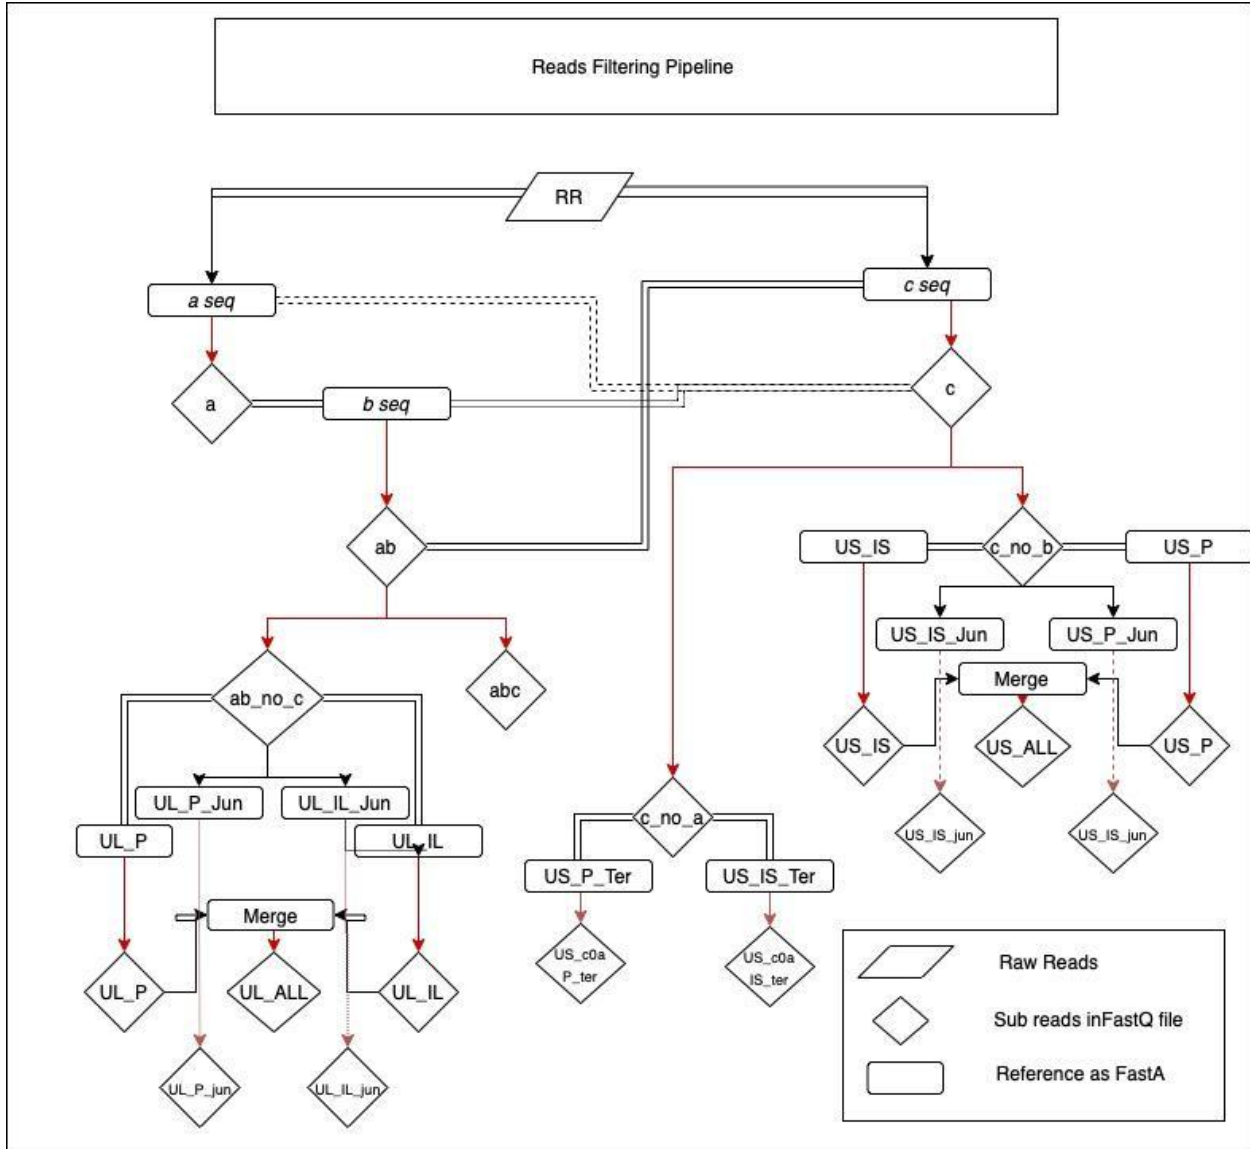 Reads Filtering Pipeline
RR
a seq
c seq
a
b seq
c
ab
US_IS
c_no_b
US_P
US_IS_Jun
US_P_Jun
ab_no_c
abc
Merge
US_IS
US_ALL
US_P
UL_P_Jun
UL_IL_Jun
c_no_a
US_IS_jun
US_IS_jun
UL_P
UL_IL
US_P_Ter
US_IS_Ter
Merge
US_c0a
P_ter
US_c0a
IS_ter
UL_P
UL_ALL
UL_IL
UL_P_jun
UL_IL_jun
Raw Reads
Sub reads inFastQ file
Reference as FastA